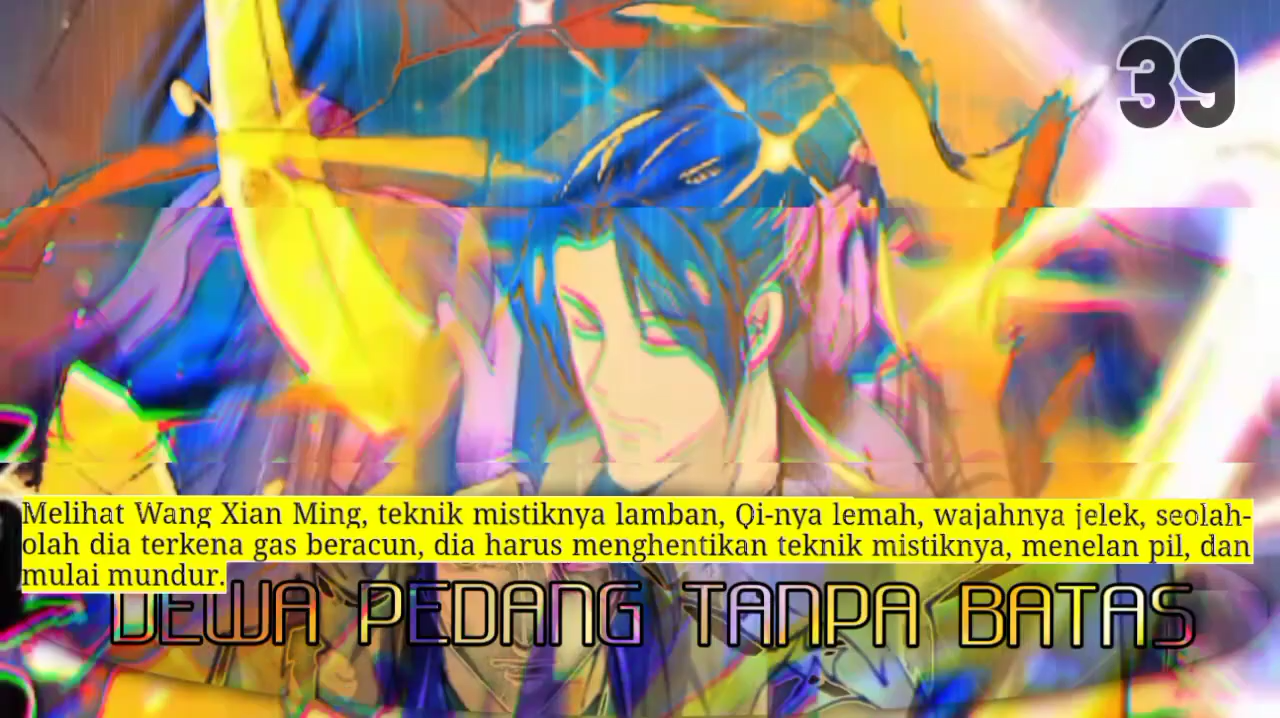 39
Melihat Wang Xian Ming, teknik mistiknya lamban, Qi-nya lemah, wajahnya jelek, seolah-
olah dia terkena gas beracun, dia harus menghentikan teknik mistiknya, menelan pil, dan
mulai mundur.
DEWA PEDANG TANPA BATAS